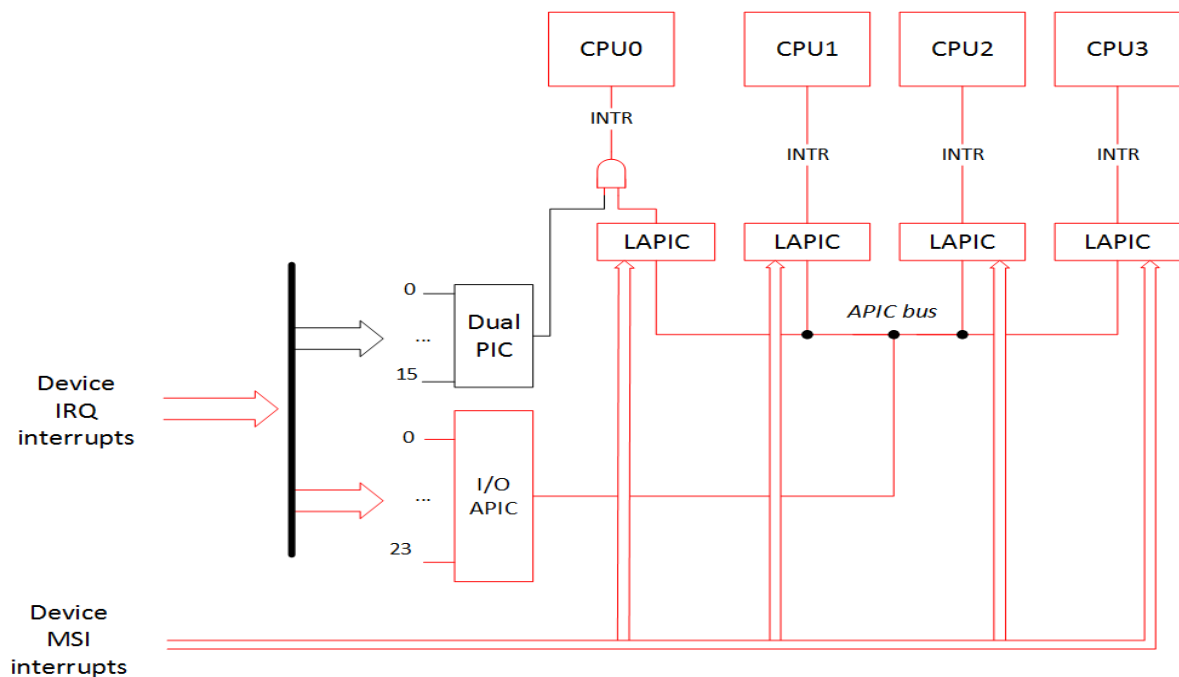 CPU0
CPU1
CPU2
CPU3
INTR
INTR
INTR
INTR
LAPIC
LAPIC
LAPIC
LAPIC
0
Dual
PIC
...
15
APIC bus
Device
IRQ
interrupts
0
I/O
APIC
...
23
Device
MSI
interrupts